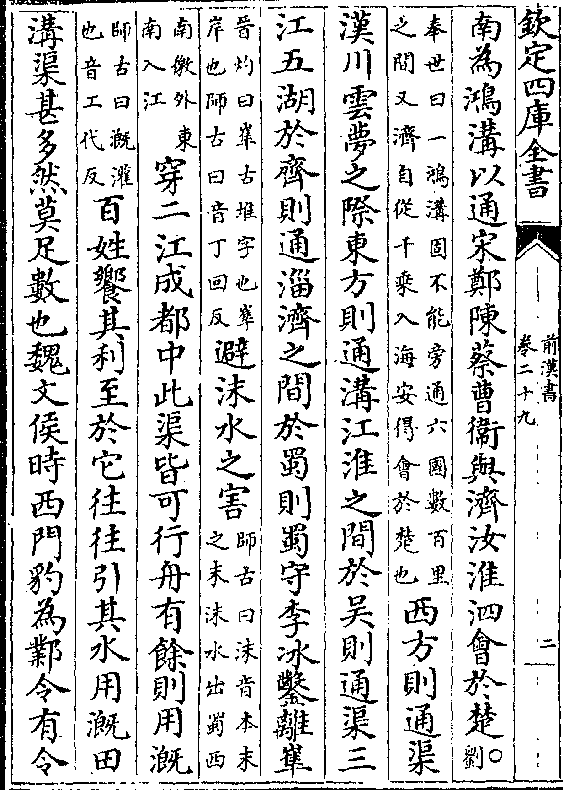 欽定四庫全書
前漢書
卷二十九
二
南為鴻溝以通宋鄭陳蔡曹衞與濟汝淮泗會於楚○劉
奉世曰一鴻溝固不能旁通六國數百里
之間又濟自從千乘入海安得會於楚也
西方則通渠
漢川雲夢之際東方則通溝江淮之間於吳則通渠三
江五湖於齊則通淄濟之間於蜀則蜀守李冰鑿離𡹐
晉灼曰𡹐古堆字也𡹐
岸也師古曰音丁回反
避沫水之害
師古曰沫音本末
之末沫水出蜀西
南徼外東
南入江
穿二江成都中此渠皆可行舟有餘則用漑
師古曰漑灌
也音工代反
百姓饗其利至於它往往引其水用漑田
溝渠甚多然莫足數也魏文侯時西門豹為鄴令有令